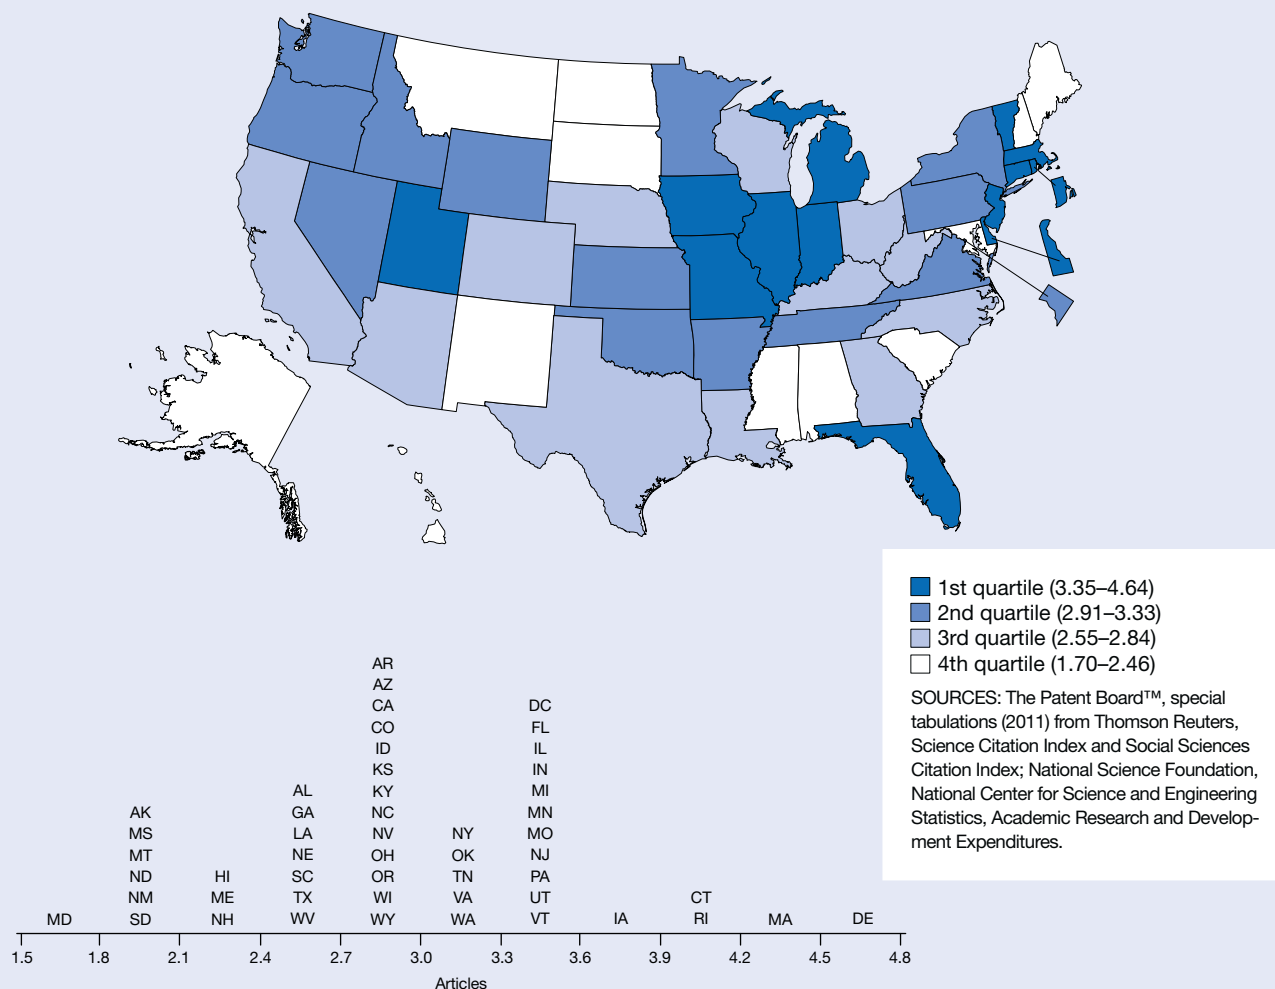 1st quartile (3.35–4.64)
2nd quartile (2.91–3.33)
3rd quartile (2.55–2.84)
4th quartile (1.70–2.46)
SOURCES: The Patent Board™, special
tabulations (2011) from Thomson Reuters,
Science Citation Index and Social Sciences
Citation Index; National Science Foundation,
National Center for Science and Engineering
Statistics, Academic Research and Develop-
ment Expenditures.
AR
AZ
CA DC
CO FL
ID IL
KS IN
AL KY MI
AK GA NC MN
MS LA NV NY MO
MT NE OH OK NJ
ND HI SC OR TN PA
NM ME TX WI VA UT CT
MD SD NH WV WY WA VT IA RI MA DE
1.5 1.8 2.1 2.4 2.7 3.0 3.3 3.6 3.9 4.2 4.5 4.8
Articles